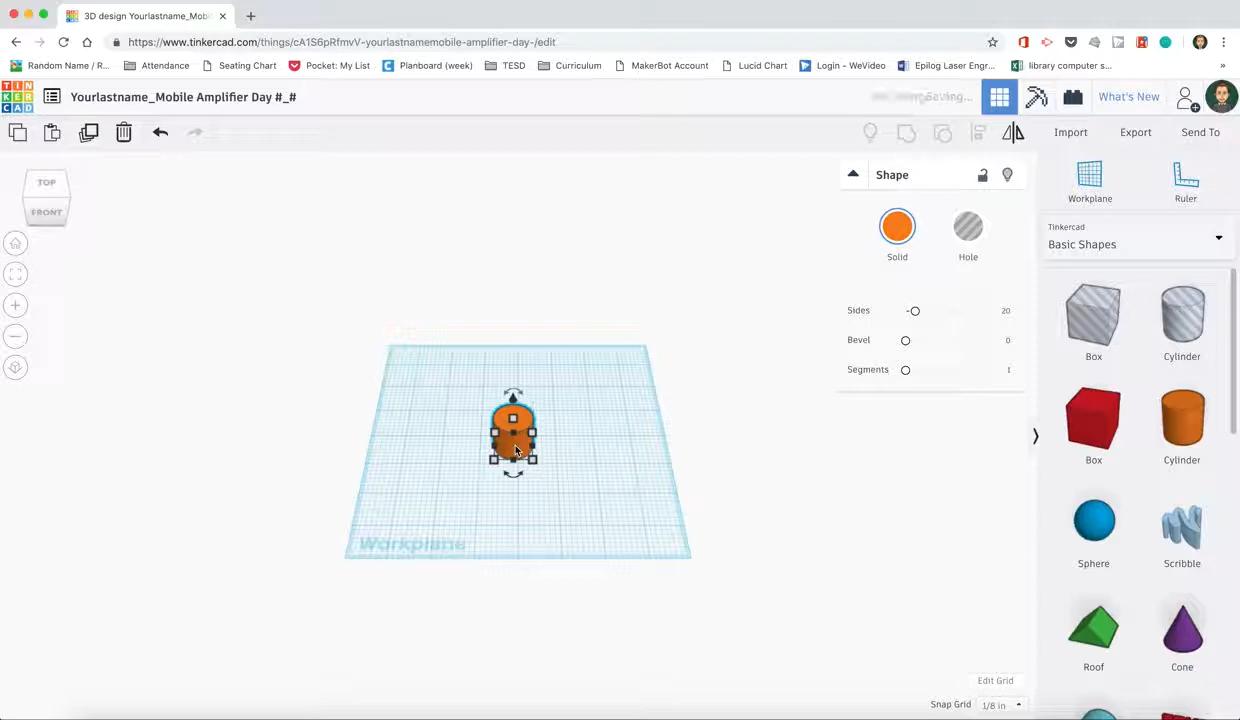 3D design Yourlastname_Mobi
https://www.tinkercad.com/things/cA1S6pRfmvV-yourlastnamemobile-amplifier-day-/edit
Random Name / R...
Attendance
Seating Chart
Pocket: My List
Planboard (week)
TESD
Curriculum
MakerBot Account
Lucid Chart
Login - WeVideo
Epilog Laser Engr...
library computer s...
»
TIN
KER
CAD
Yourlastname_Mobile Amplifier Day #_#
Saving...
What's New
Import
Export
Send To
TOP
FRONT
Shape
Solid
Hole
Sides
20
Bevel
0
Segments
1
Workplane
Ruler
Tinkercad
Basic Shapes
Box
Cylinder
Box
Cylinder
Sphere
Scribble
Roof
Cone
Workplane
Edit Grid
Snap Grid
1/8 in